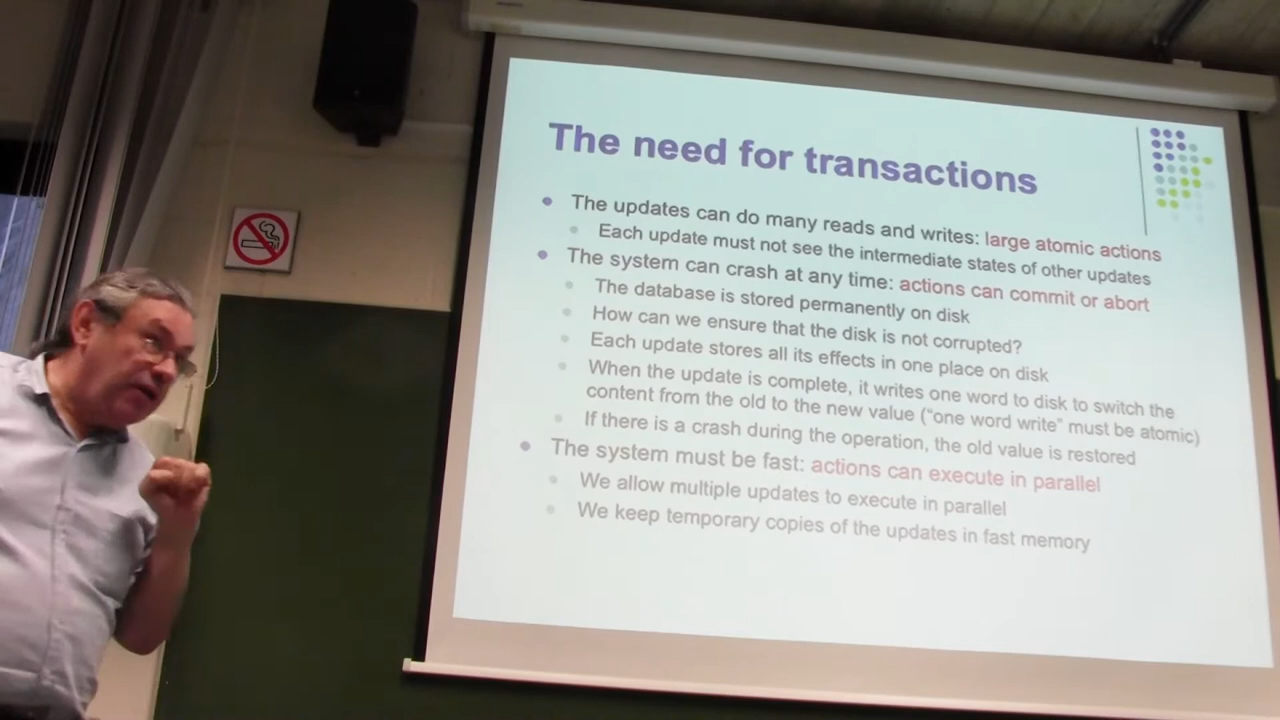 The need for transactions
The updates can do many reads and writes: large atomic actions
Each update must not see the intermediate states of other updates
The system can crash at any time: actions can commit or abort
The database is stored permanently on disk
How can we ensure that the disk is not corrupted?
Each update stores all its effects in one place on disk
When the update is complete, it writes one word to disk to switch the
content from the old to the new value ("one word write" must be atomic)
If there is a crash during the operation, the old value is restored
The system must be fast: actions can execute in parallel
We allow multiple updates to execute in parallel
We keep temporary copies of the updates in fast memory